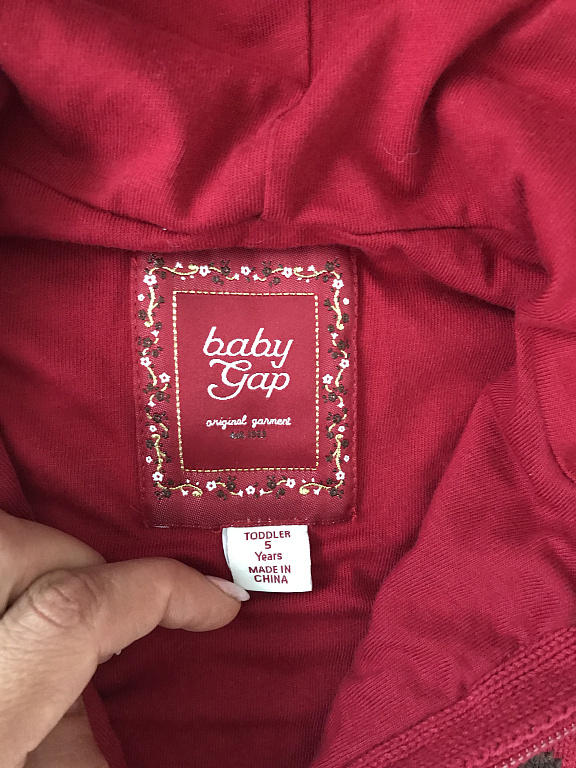 baby
Gap
original garment
TODDLER
5
Years
MADE IN
CHINA